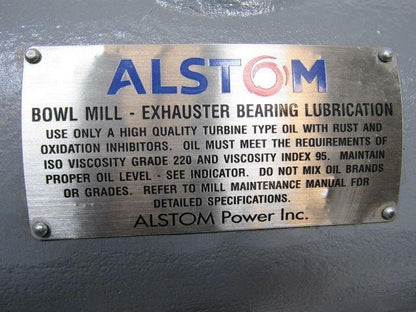 ALSTOM
BOWL MILL - EXHAUSTER BEARING LUBRICATION
USE ONLY A HIGH QUALITY TURBINE TYPE OIL WITH RUST AND
OXIDATION INHIBITORS. OIL MUST MEET THE REQUIREMENTS OF
ISO VISCOSITY GRADE 220 AND VISCOSITY INDEX 95. MAINTAIN
PROPER OIL LEVEL - SEE INDICATOR. DO NOT MIX OIL BRANDS
OR GRADES. REFER TO MILL MAINTENANCE MANUAL FOR
DETAILED SPECIFICATIONS.
ALSTOM Power Inc.